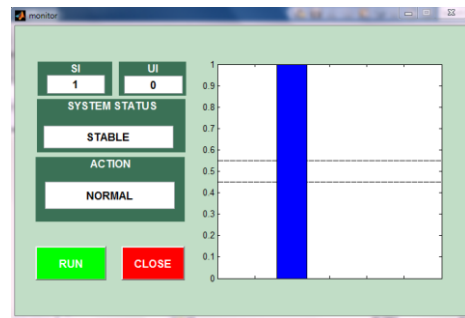 monitor
SI UI
1 0
SYSTEM STATUS
STABLE
ACTION
NORMAL
RUN CLOSE
1
0.9
0.8
0.7
0.6
0.5
0.4
0.3
0.2
0.1
0